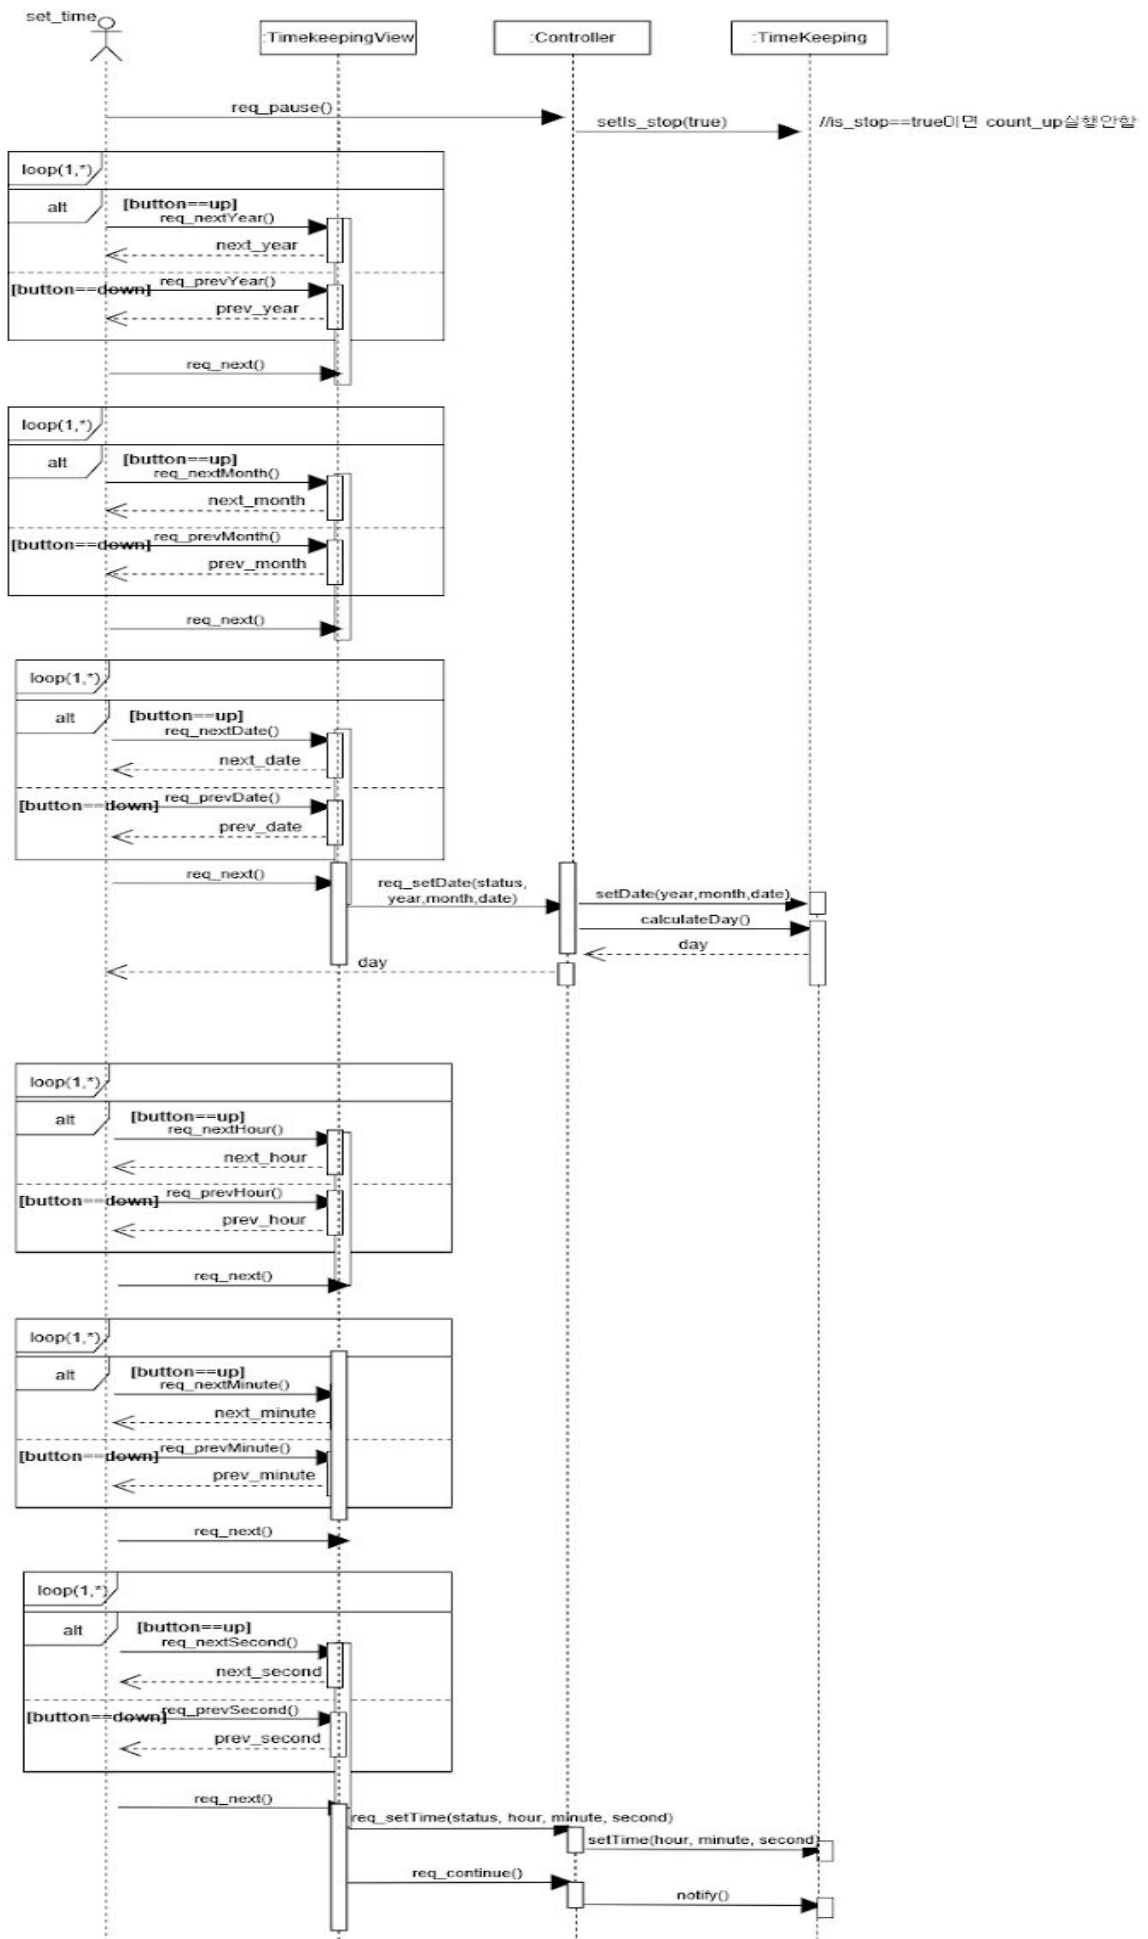 set_time
:TimekeepingView
:Controller
:TimeKeeping
req_pause()
setIs_stop(true)
//is_stop==true이면 count_up실행안함
loop(1,*)
alt
[button==up]
req_nextYear()
next_year
[button==down]
req_prevYear()
prev_year
req_next()
loop(1,*)
alt
[button==up]
req_nextMonth()
next_month
[button==down]
req_prevMonth()
prev_month
req_next()
loop(1,*)
alt
[button==up]
req_nextDate()
next_date
[button==down]
req_prevDate()
prev_date
req_next()
req_setDate(status,
year,month,date)
setDate(year,month,date)
calculateDay()
day
day
loop(1,*)
alt
[button==up]
req_nextHour()
next_hour
[button==down]
req_prevHour()
prev_hour
req_next()
loop(1,*)
alt
[button==up]
req_nextMinute()
next_minute
[button==down]
req_prevMinute()
prev_minute
req_next()
loop(1,*)
alt
[button==up]
req_nextSecond()
next_second
[button==down]
req_prevSecond()
prev_second
req_next()
req_setTime(status, hour, minute, second)
setTime(hour, minute, second)
req_continue()
notify()